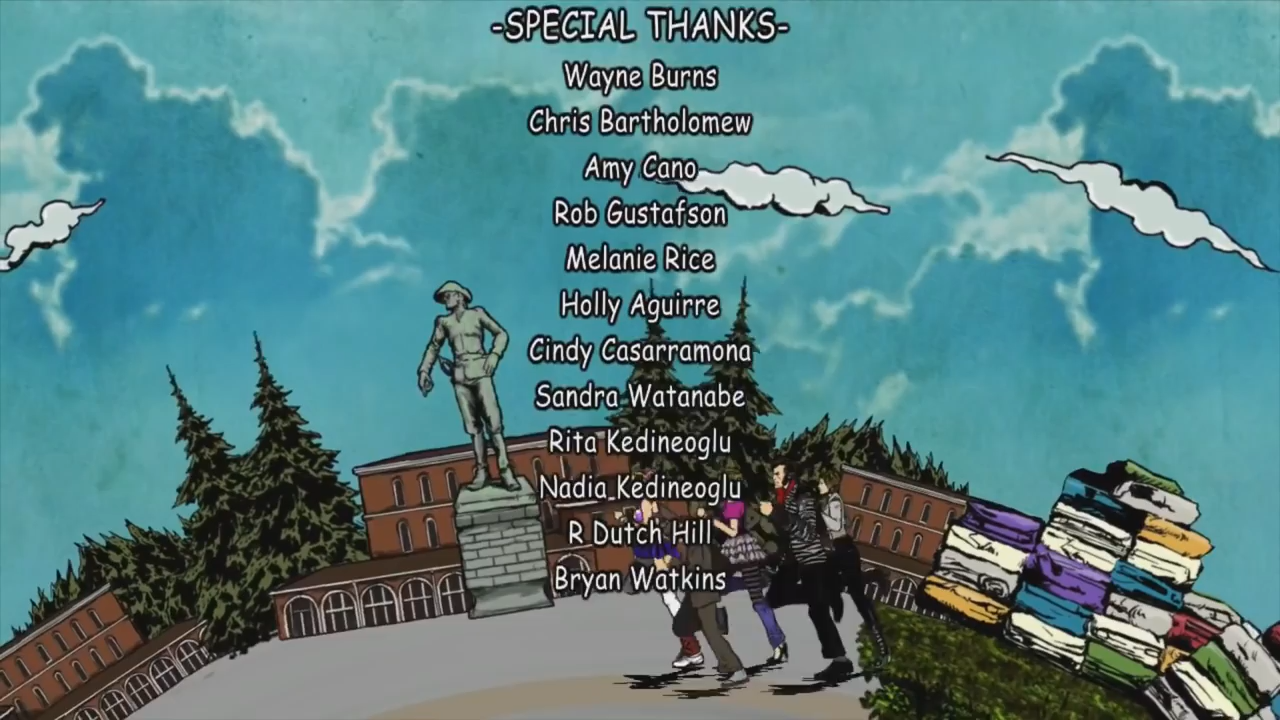 -SPECIAL THANKS-
Wayne Burns
Chris Bartholomew
Amy Cano
Rob Gustafson
Melanie Rice
Holly Aguirre
Cindy Casarramona
Sandra Watanabe
Rita Kedineoglu
Nadia Kedineoglu
R Dutch Hill
Bryan Watkins